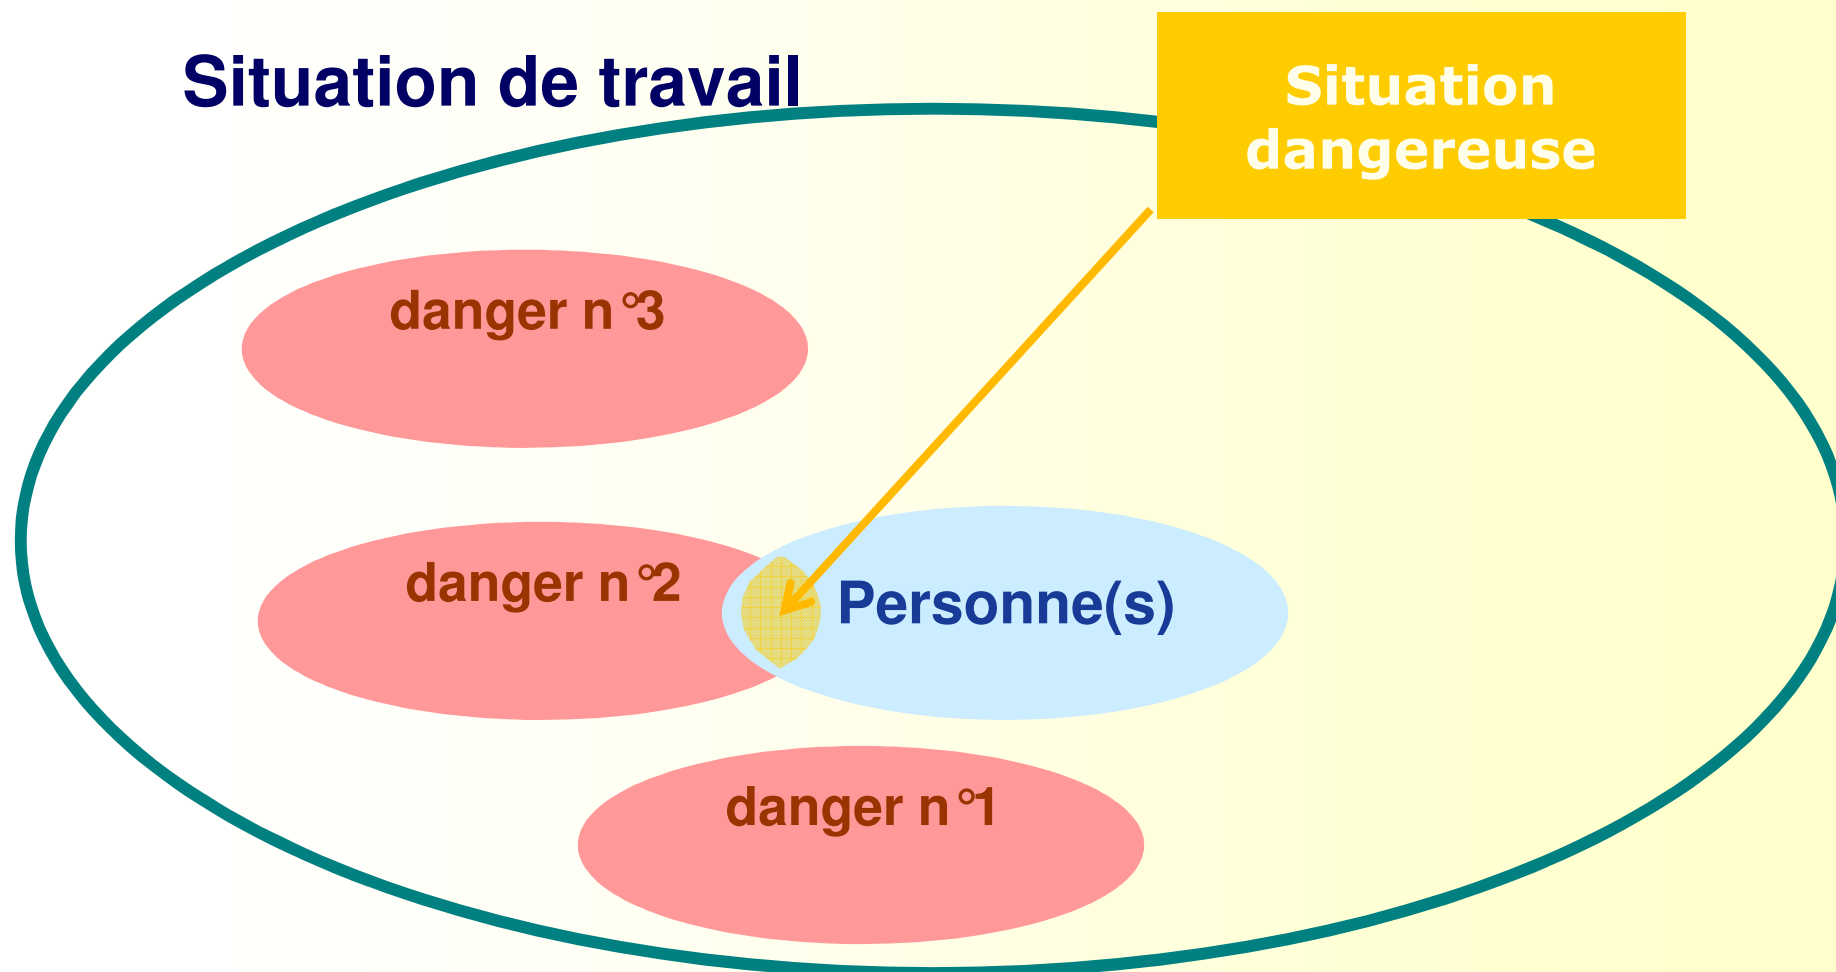 Situation de travail
Situation
dangereuse
danger n°3
danger n°2
Personne(s)
danger n°1